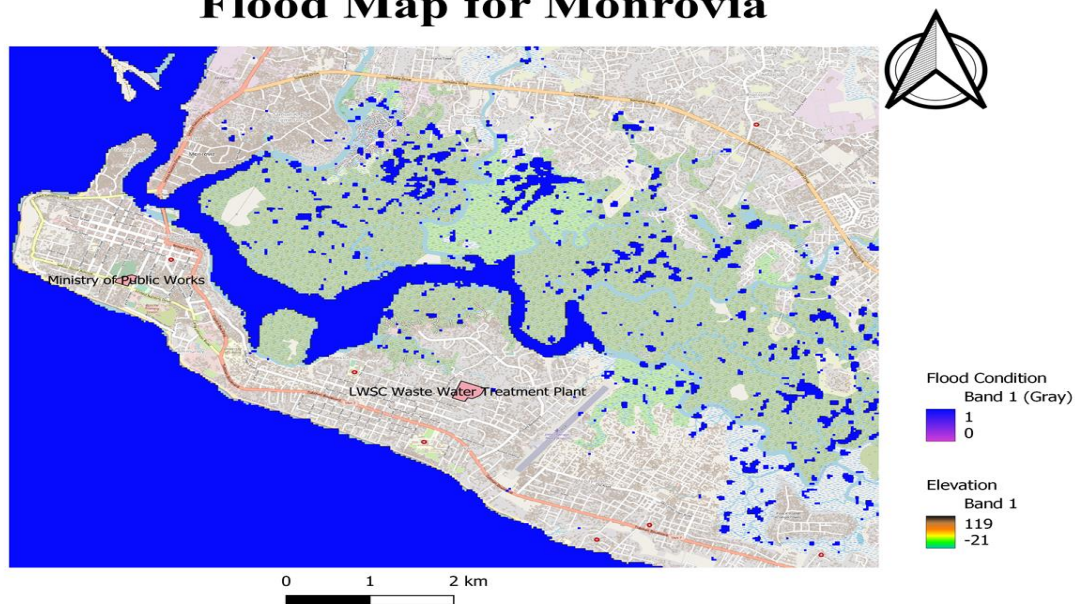 Flood Map for Monrovia
Ministry of Public Works
LWSC Waste Water Treatment Plant
Flood Condition
Band 1 (Gray)
1
0
Elevation
Band 1
119
-21
0 1 2 km